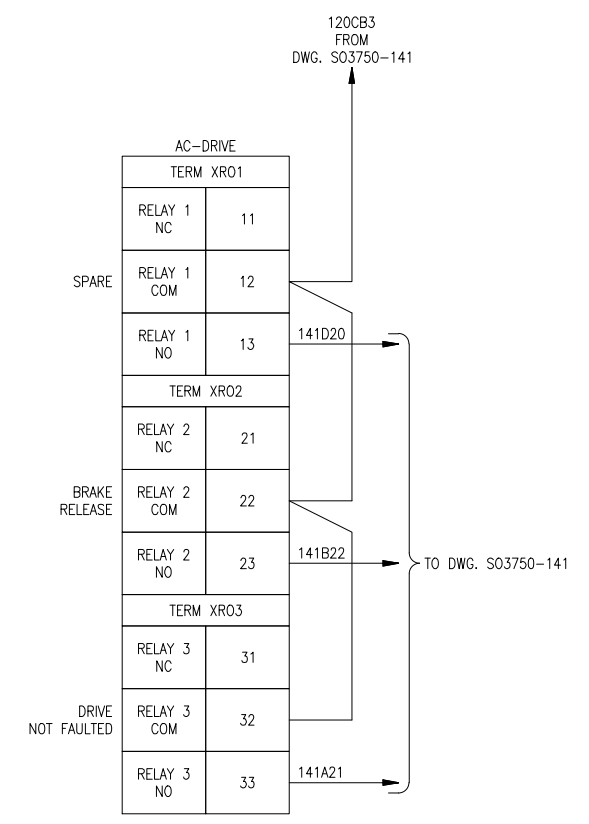 120CB3
FROM
DWG. S03750-141
AC-DRIVE
TERM XRO1
RELAY 1
NC
11
SPARE
RELAY 1
COM
12
RELAY 1
NO
13
141D20
TERM XRO2
RELAY 2
NC
21
BRAKE
RELEASE
RELAY 2
COM
22
RELAY 2
NO
23
141B22
TO DWG. S03750-141
TERM XRO3
RELAY 3
NC
31
DRIVE
NOT FAULTED
RELAY 3
COM
32
RELAY 3
NO
33
141A21